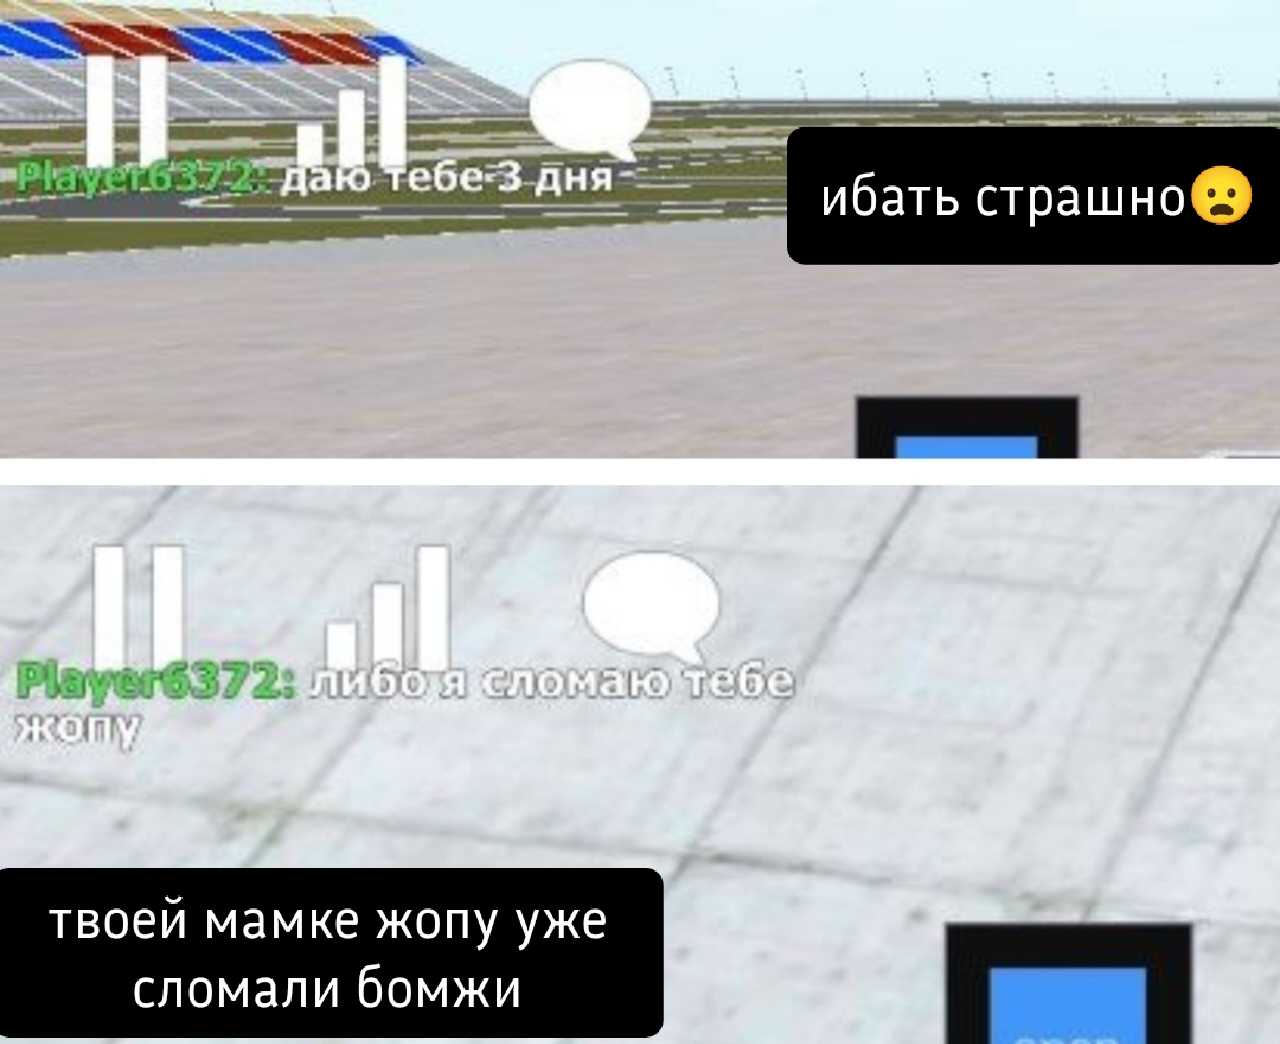 Player6372: даю тебе 3 дня
ибать страшно😦
Player6372: либо я сломаю тебе
жопу
твоей мамке жопу уже
сломали бомжи